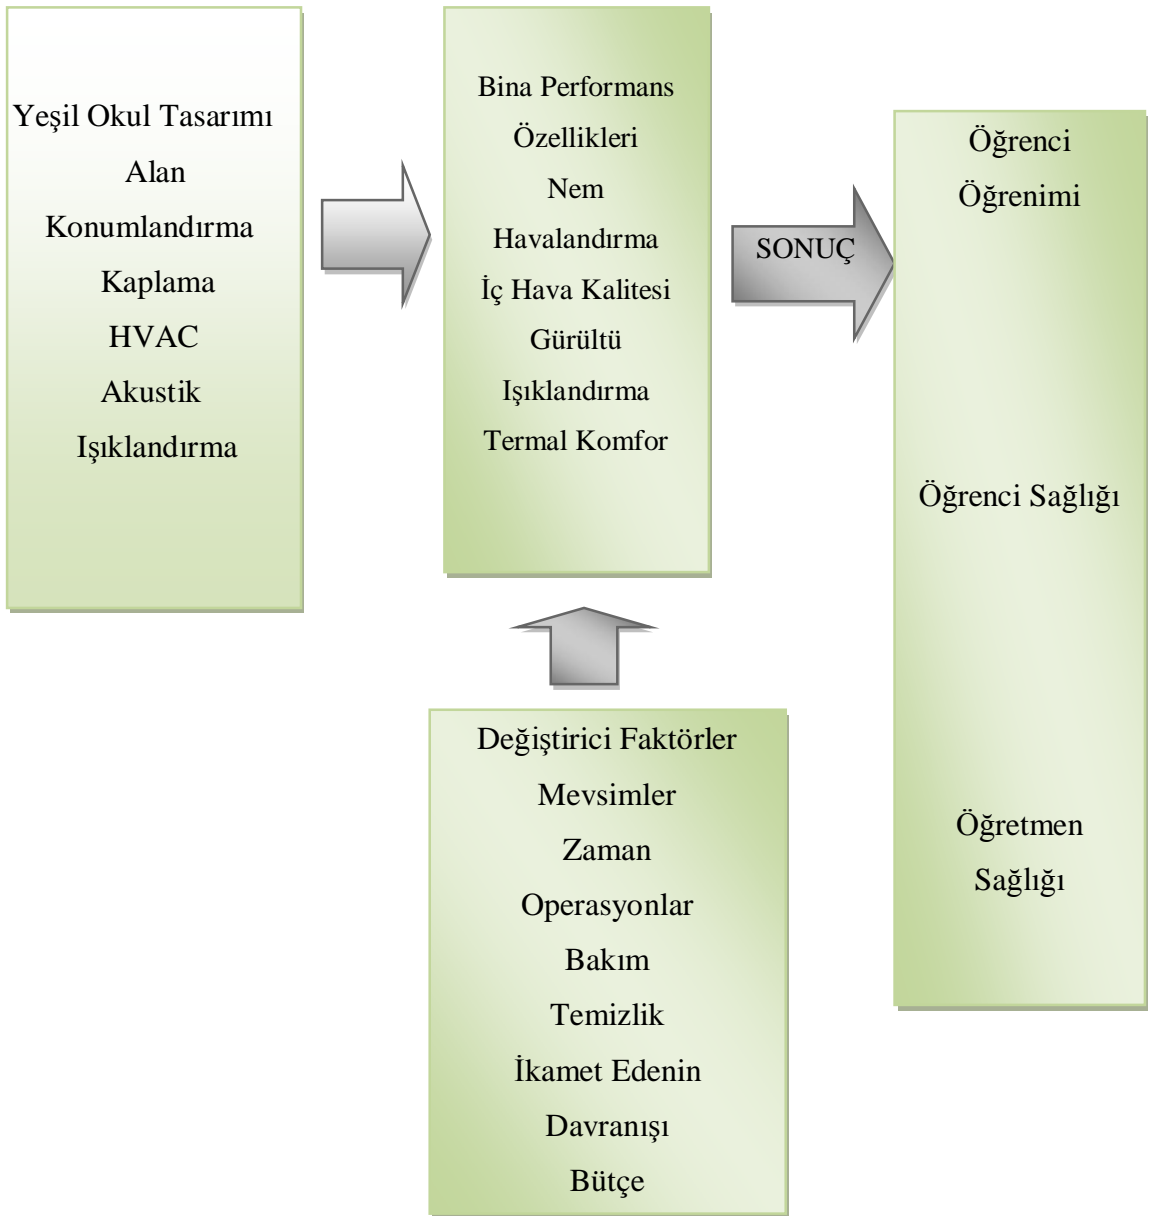 Yeşil Okul Tasarımı
Alan
Konumlandırma
Kaplama
HVAC
Akustik
Işıklandırma
Bina Performans
Özellikleri
Nem
Havalandırma
İç Hava Kalitesi
Gürültü
Işıklandırma
Termal Komfor
SONUÇ
Öğrenci
Öğrenimi
Öğrenci Sağlığı
Öğretmen
Sağlığı
Değiştirici Faktörler
Mevsimler
Zaman
Operasyonlar
Bakım
Temizlik
İkamet Edenin
Davranışı
Bütçe